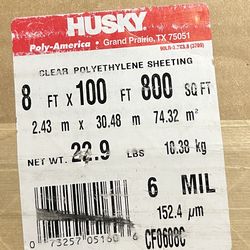 HUSKY
Poly-America • Grand Prairie, TX 75051
CLEAR POLYETHYLENE SHEETING
8 FT X 100 FT 800 SQ FT
2.43 m x 30.48 m 74.32 m²
NET WT. 22.9 LBS 10.38 kg
6 MIL
152.4 µm
CF0608C
0 73257 05160 6